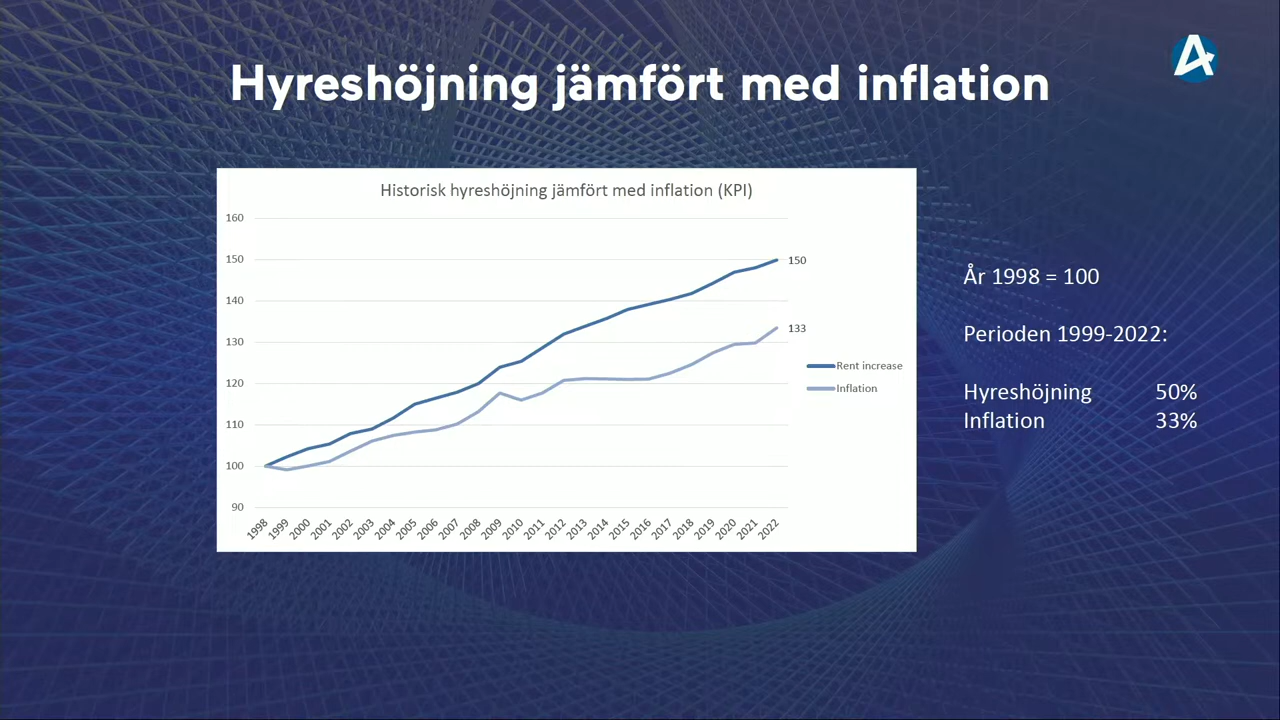 Hyreshöjning jämfört med inflation
Historisk hyreshöjning jämfört med inflation (KPI)
160
150
140
130
120
110
100
90
150
133
Rent increase
Inflation
1998 1999 2000 2001 2002 2003 2004 2005 2006 2007 2008 2009 2010 2011 2012 2013 2014 2015 2016 2017 2018 2019 2020 2021 2022
År 1998 = 100
Perioden 1999-2022:
Hyreshöjning 50%
Inflation 33%